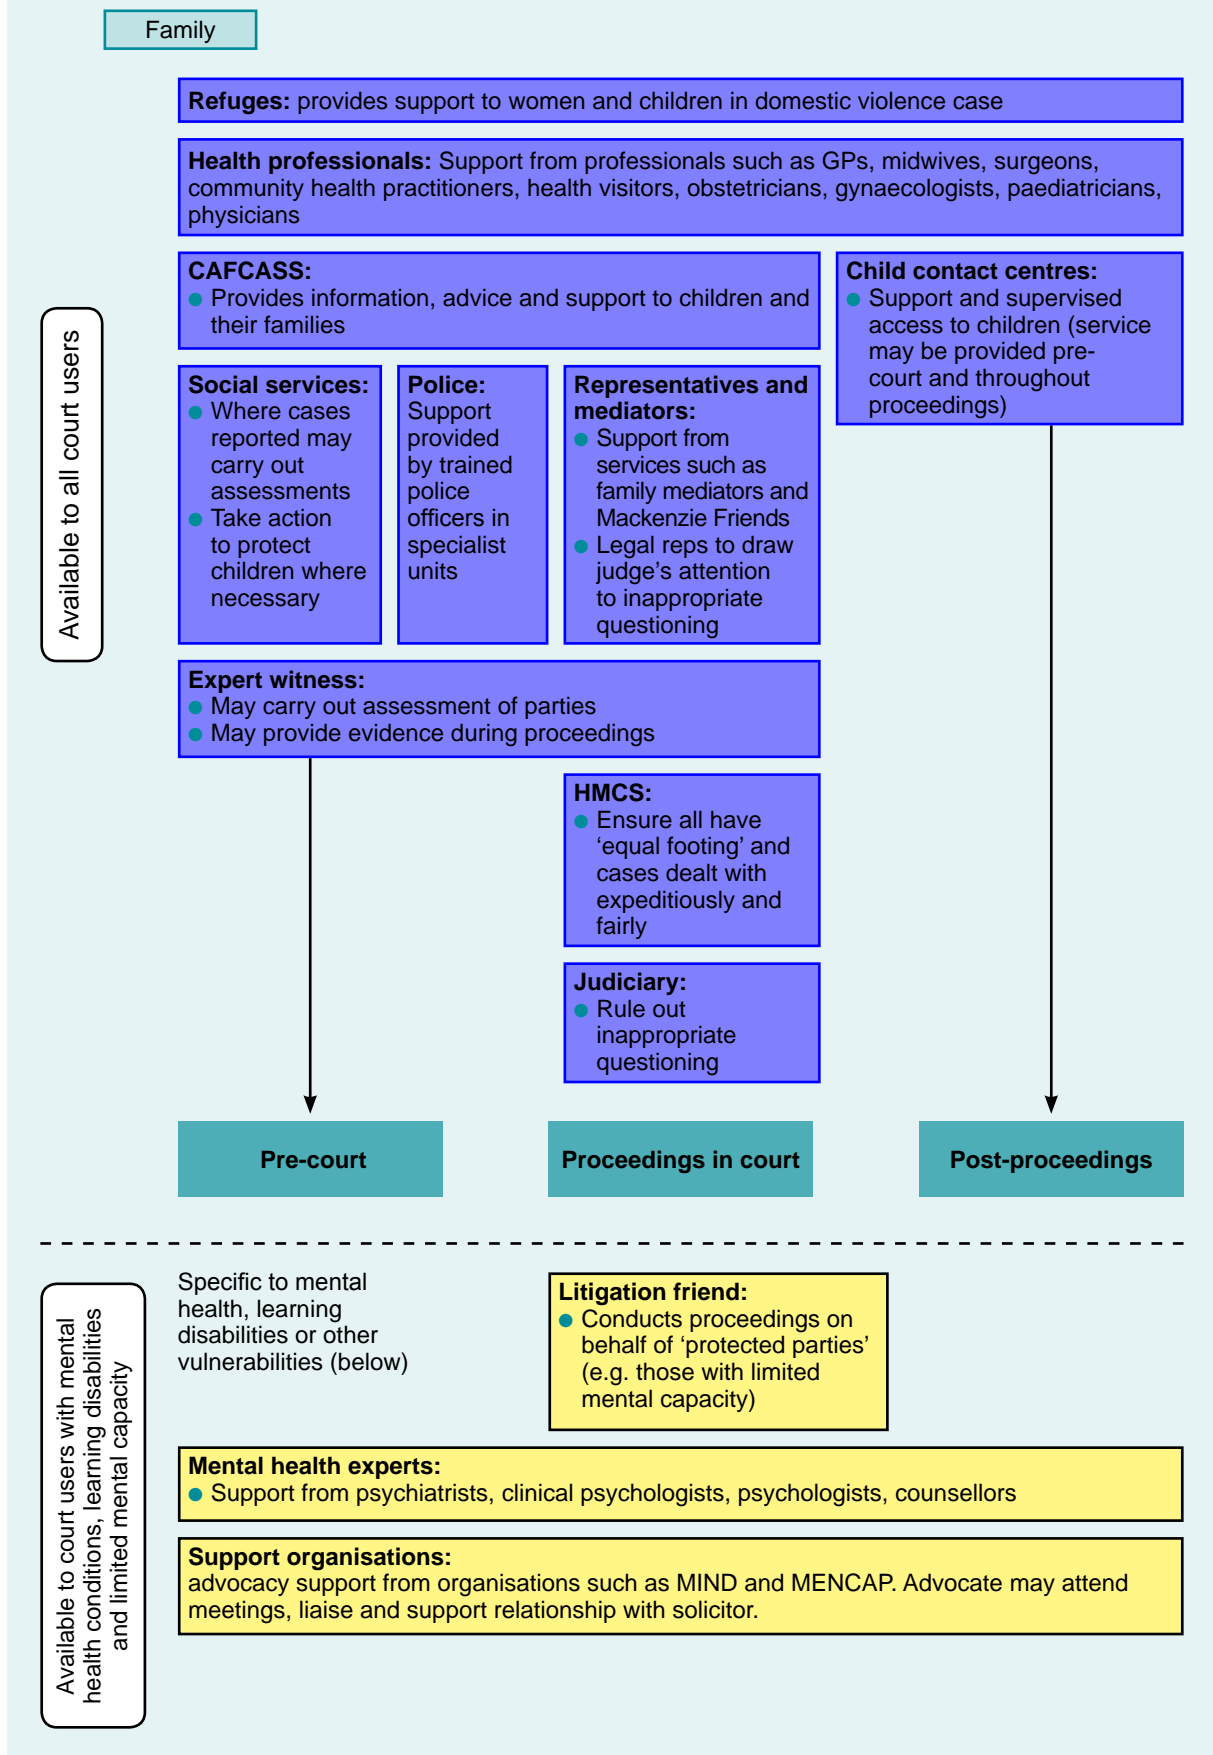 Family
Refuges: provides support to women and children in domestic violence case
Health professionals: Support from professionals such as GPs, midwives, surgeons,
community health practitioners, health visitors, obstetricians, gynaecologists, paediatricians,
physicians
Available to all court users
CAFCASS:
● Provides information, advice and support to children and
their families
Child contact centres:
● Support and supervised
access to children (service
may be provided pre-
court and throughout
proceedings)
Social services:
● Where cases
reported may
carry out
assessments
● Take action
to protect
children where
necessary
Police:
Support
provided
by trained
police
officers in
specialist
units
Representatives and
mediators:
● Support from
services such as
family mediators and
Mackenzie Friends
● Legal reps to draw
judge’s attention
to inappropriate
questioning
Expert witness:
● May carry out assessment of parties
● May provide evidence during proceedings
HMCS:
● Ensure all have
‘equal footing’ and
cases dealt with
expeditiously and
fairly
Judiciary:
● Rule out
inappropriate
questioning
Pre-court
Proceedings in court
Post-proceedings
Available to court users with mental
health conditions, learning disabilities
and limited mental capacity
Specific to mental
health, learning
disabilities or other
vulnerabilities (below)
Litigation friend:
● Conducts proceedings on
behalf of ‘protected parties’
(e.g. those with limited
mental capacity)
Mental health experts:
● Support from psychiatrists, clinical psychologists, psychologists, counsellors
Support organisations:
advocacy support from organisations such as MIND and MENCAP. Advocate may attend
meetings, liaise and support relationship with solicitor.